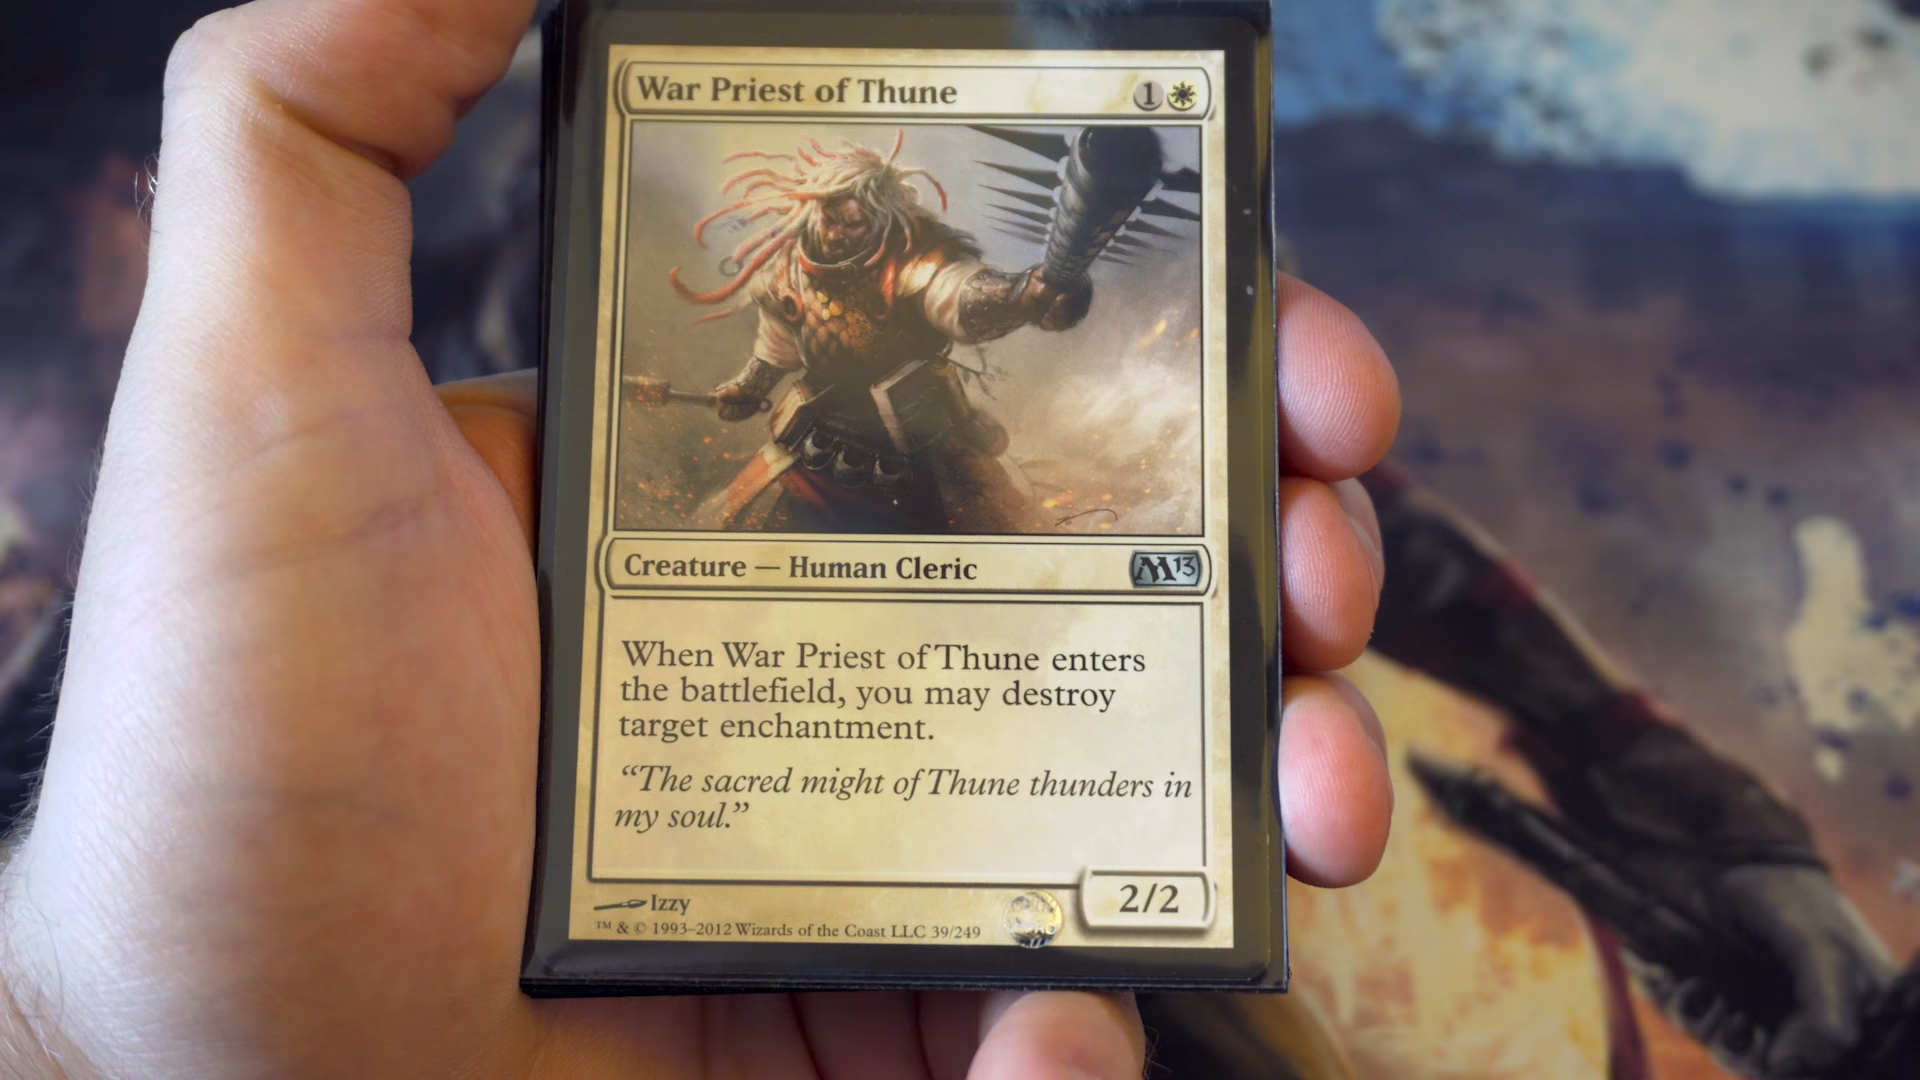 War Priest of Thune 1
Creature — Human Cleric M13
When War Priest of Thune enters
the battlefield, you may destroy
target enchantment.
“The sacred might of Thune thunders in
my soul.”
2/2
Izzy
™ & © 1993–2012 Wizards of the Coast LLC 39/249